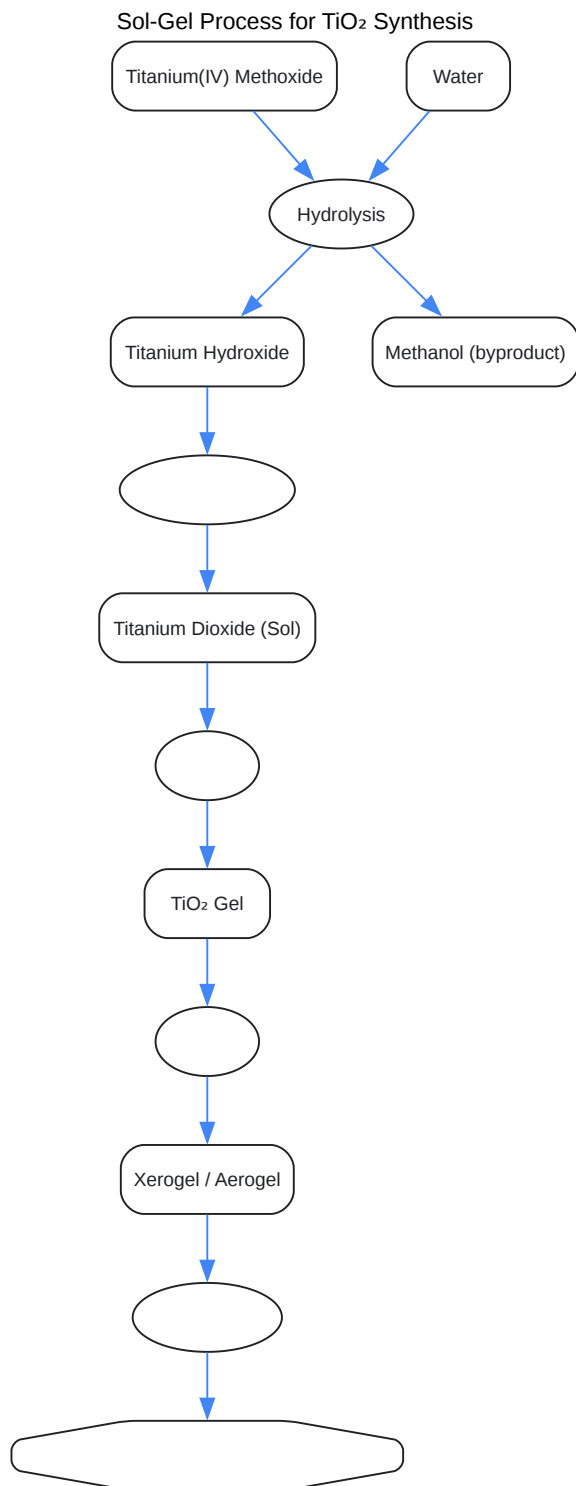 Sol-Gel Process for TiO₂ Synthesis
Titanium(IV) Methoxide
Water
Hydrolysis
Titanium Hydroxide
Methanol (byproduct)
Titanium Dioxide (Sol)
TiO₂ Gel
Xerogel / Aerogel